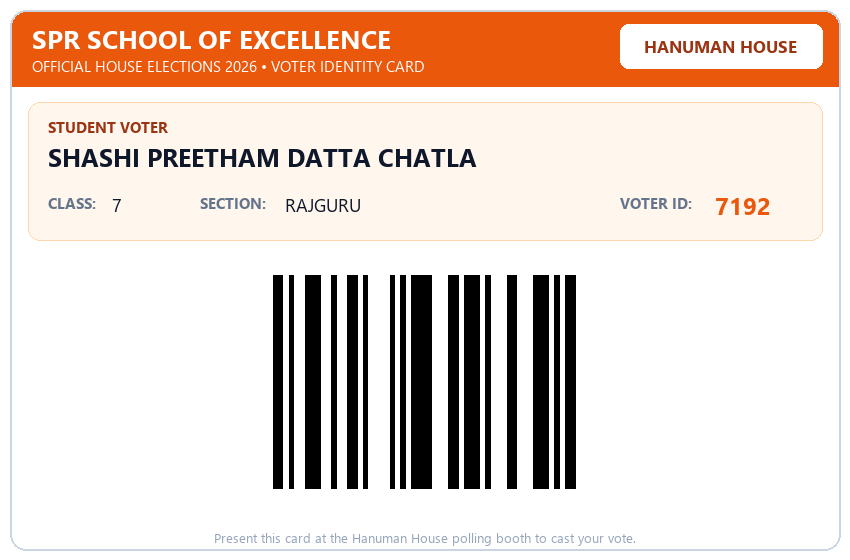 SPR SCHOOL OF EXCELLENCE
OFFICIAL HOUSE ELECTIONS 2026 • VOTER IDENTITY CARD
HANUMAN HOUSE
STUDENT VOTER
SHASHI PREETHAM DATTA CHATLA
CLASS: 7 SECTION: RAJGURU VOTER ID: 7192
Present this card at the Hanuman House polling booth to cast your vote.